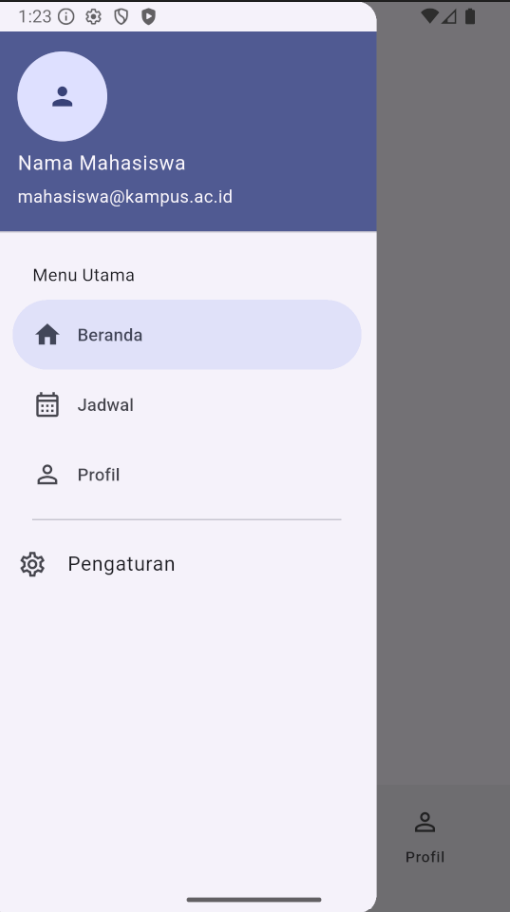 1:23
Nama Mahasiswa
mahasiswa@kampus.ac.id
Menu Utama
Beranda
Jadwal
Profil
Pengaturan
Profil